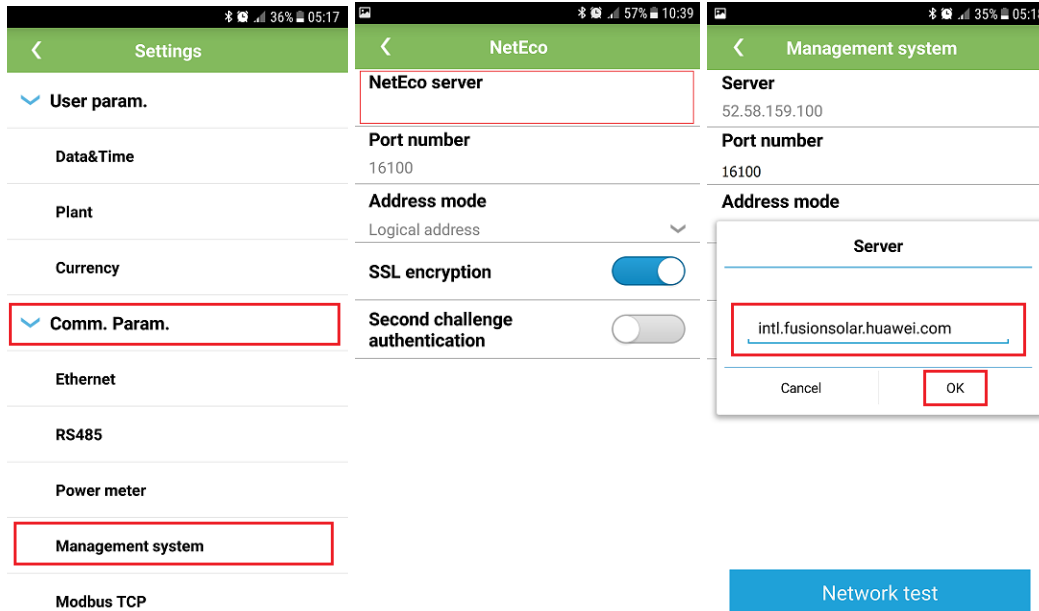 36% 05:17
Settings
User param.
Data&Time
Plant
Currency
Comm. Param.
Ethernet
RS485
Power meter
Management system
Modbus TCP
57% 10:39
NetEco
NetEco server
Port number
16100
Address mode
Logical address
SSL encryption
Second challenge
authentication
35%
Management system
Server
52.58.159.100
Port number
16100
Address mode
Server
intl.fusionsolar.huawei.com
Cancel
OK
Network test